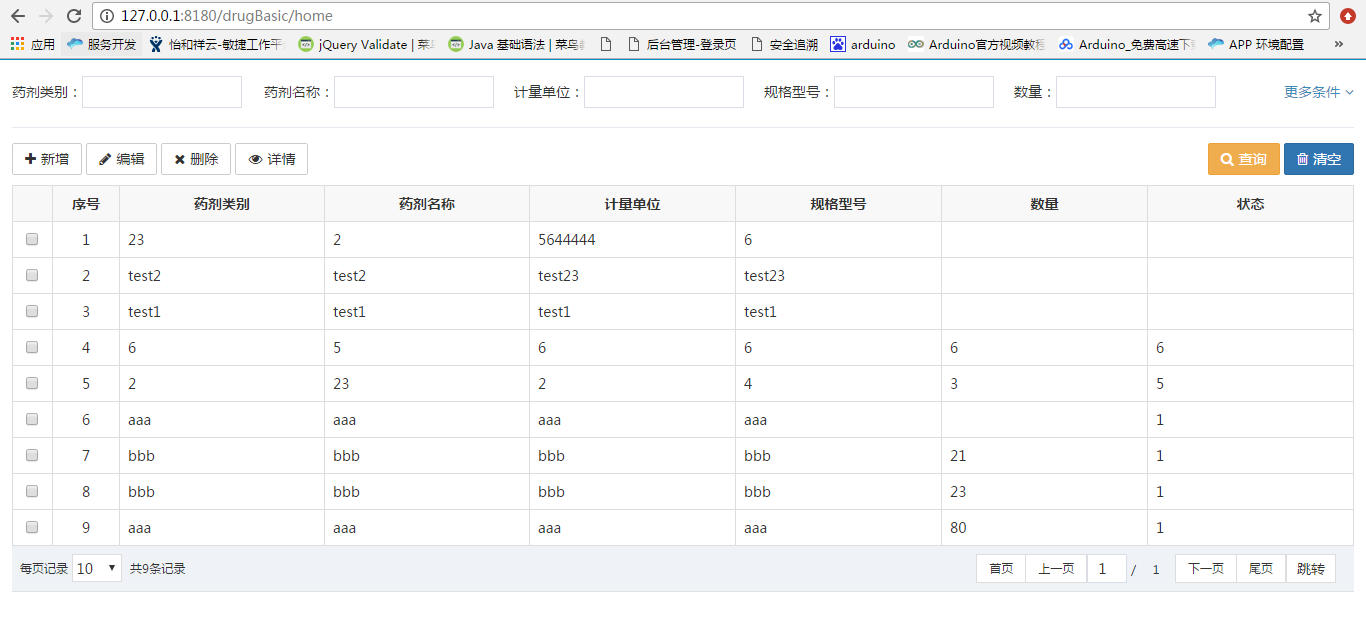 127.0.0.1:8180/drugBasic/home
应用 服务开发 怡和祥云-敏捷工作平 jQuery Validate | 菜鸟 Java 基础语法 | 菜鸟 后台管理-登录页 安全追溯 arduino Arduino官方视频教程 Arduino_免费高速下 APP 环境配置 »
药剂类别： 药剂名称： 计量单位： 规格型号： 数量： 更多条件
新增 编辑 删除 详情 查询 清空
序号 药剂类别 药剂名称 计量单位 规格型号 数量 状态
1 23 2 5644444 6
2 test2 test2 test23 test23
3 test1 test1 test1 test1
4 6 5 6 6 6 6
5 2 23 2 4 3 5
6 aaa aaa aaa aaa 1
7 bbb bbb bbb bbb 21 1
8 bbb bbb bbb bbb 23 1
9 aaa aaa aaa aaa 80 1
每页记录 10 共9条记录 首页 上一页 1 / 1 下一页 尾页 跳转